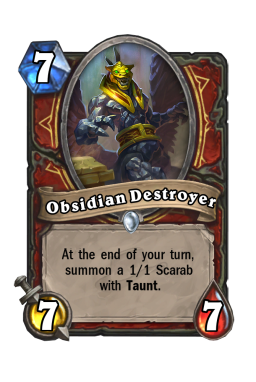 7
Obsidian Destroyer
At the end of your turn,
summon a 1/1 Scarab
with Taunt.
7 7